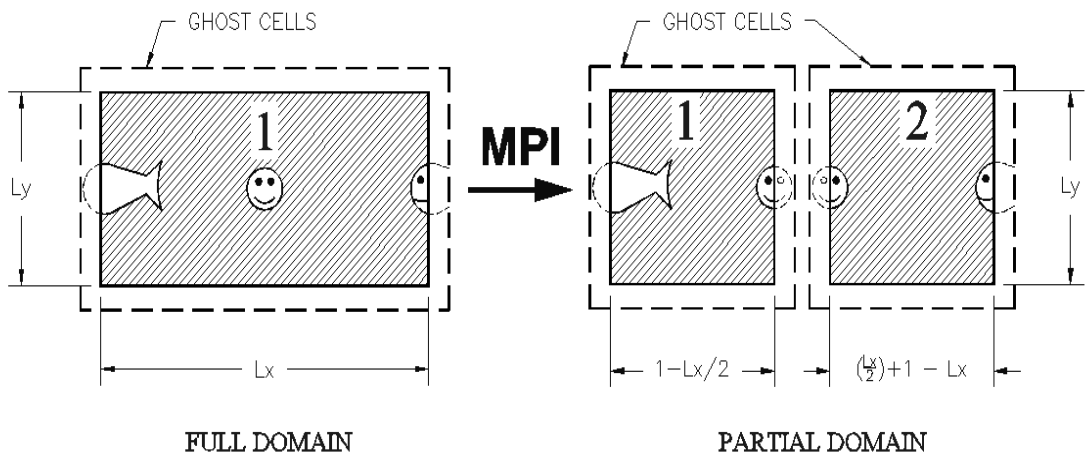 GHOST CELLS
GHOST CELLS
1
1
2
MPI
Ly
Ly
Lx
1-Lx/2
(Lx/2)+1 - Lx
FULL DOMAIN
PARTIAL DOMAIN